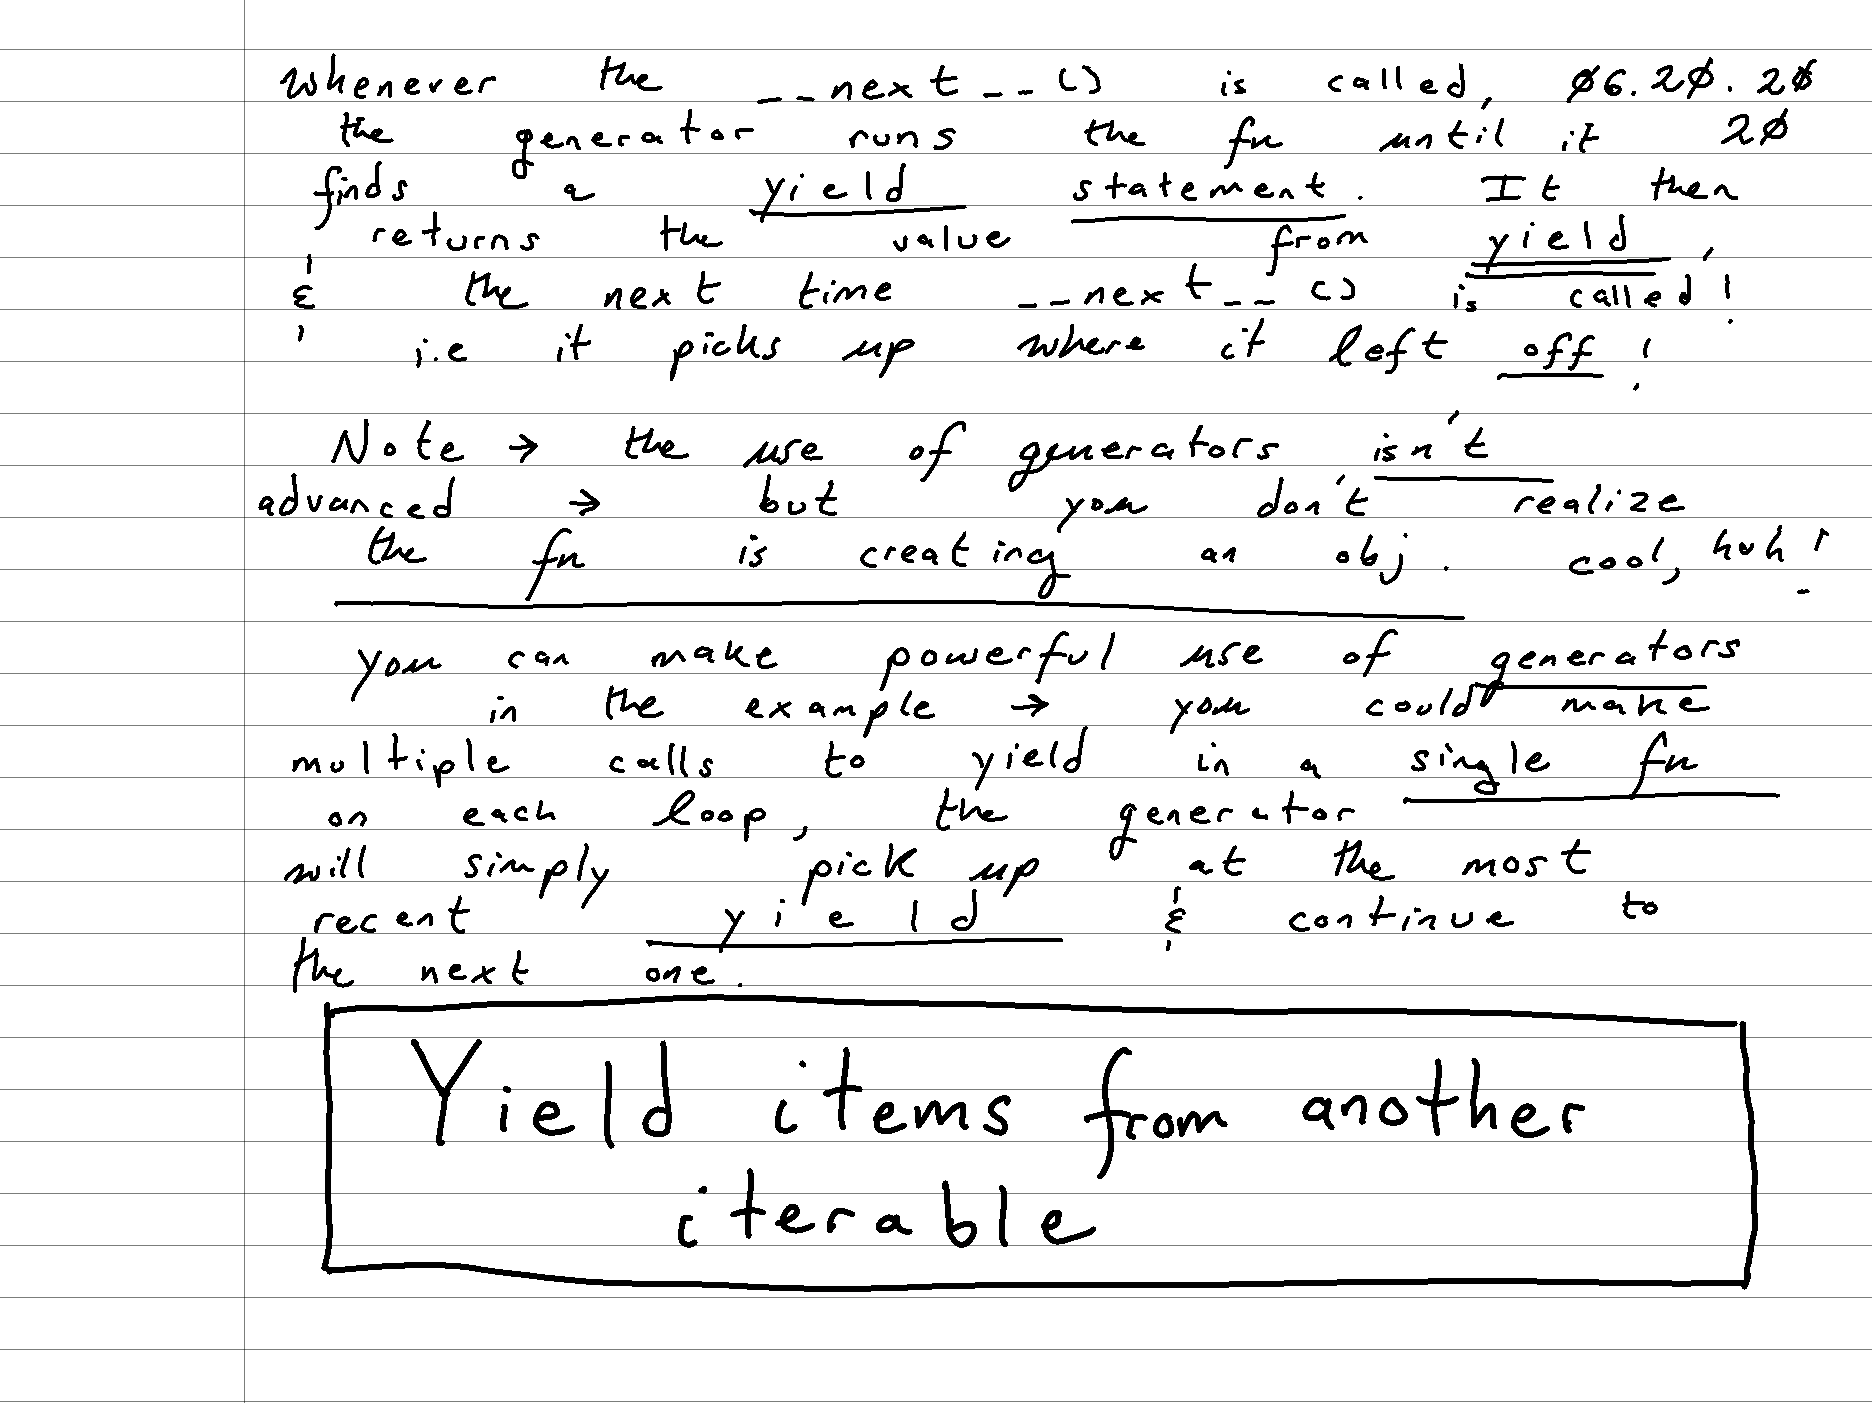 whenever the __next__() is called, 06.20.20
the generator runs the fn until it 20
finds a yield statement. It then
returns the value from yield,
& the next time __next__() is called!
i.e it picks up where it left off!
Note → the use of generators isn't
advanced → but you don't realize
the fn is creating an obj. cool, huh!
you can make powerful use of generators
in the example → you could make
multiple calls to yield in a single fn
on each loop, the generator
will simply pick up at the most
recent yield & continue to
the next one.
Yield items from another
iterable